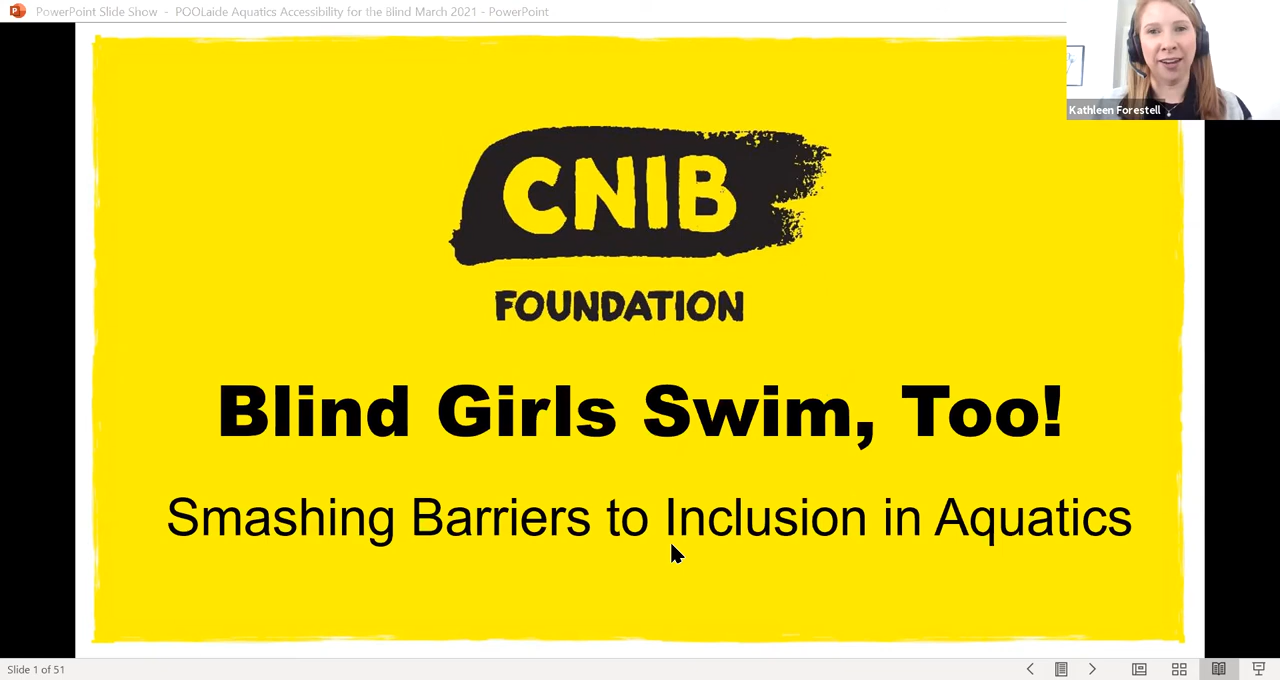 PowerPoint Slide Show - POOLaide Aquatics Accessibility for the Blind March 2021 - PowerPoint
Kathleen Forestell
CNIB
FOUNDATION
Blind Girls Swim, Too!
Smashing Barriers to Inclusion in Aquatics
Slide 1 of 51